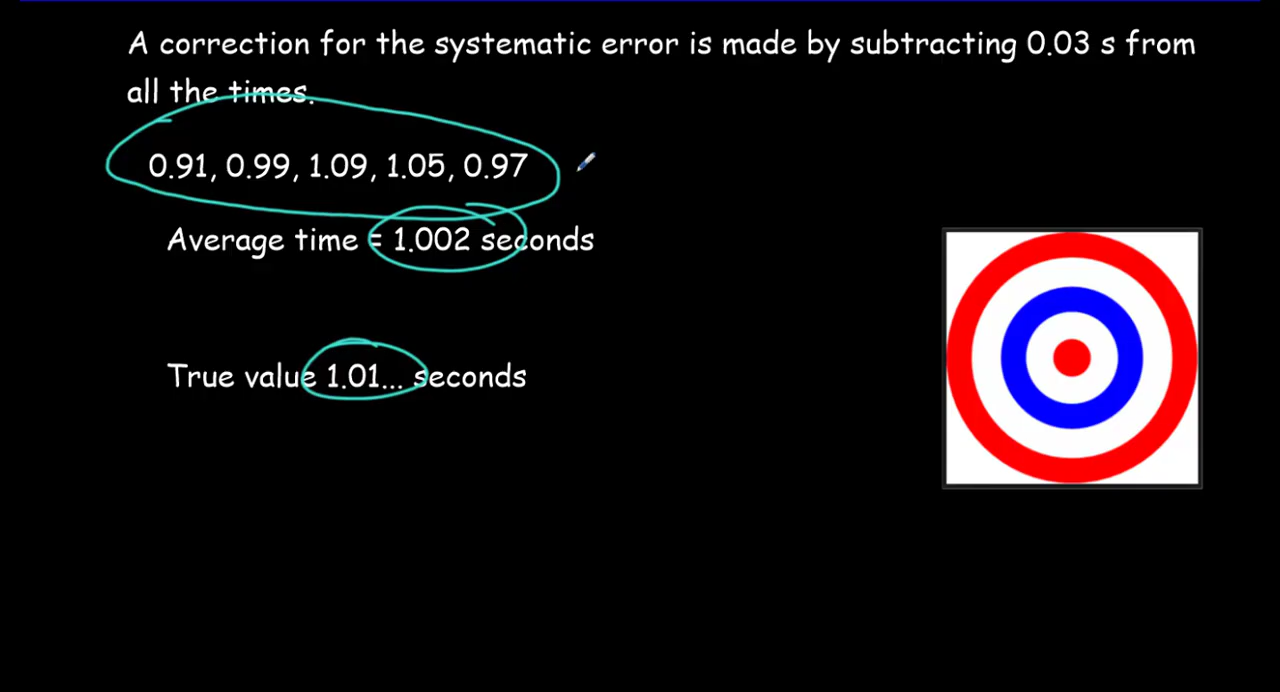 A correction for the systematic error is made by subtracting 0.03 s from
all the times.
0.91, 0.99, 1.09, 1.05, 0.97
Average time = 1.002 seconds
True value 1.01... seconds